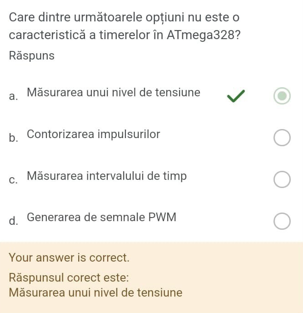 Care dintre următoarele opțiuni nu este o
caracteristică a timerelor în ATmega328?
Răspuns
a. Măsurarea unui nivel de tensiune
b. Contorizarea impulsurilor
c. Măsurarea intervalului de timp
d. Generarea de semnale PWM
Your answer is correct.
Răspunsul corect este:
Măsurarea unui nivel de tensiune